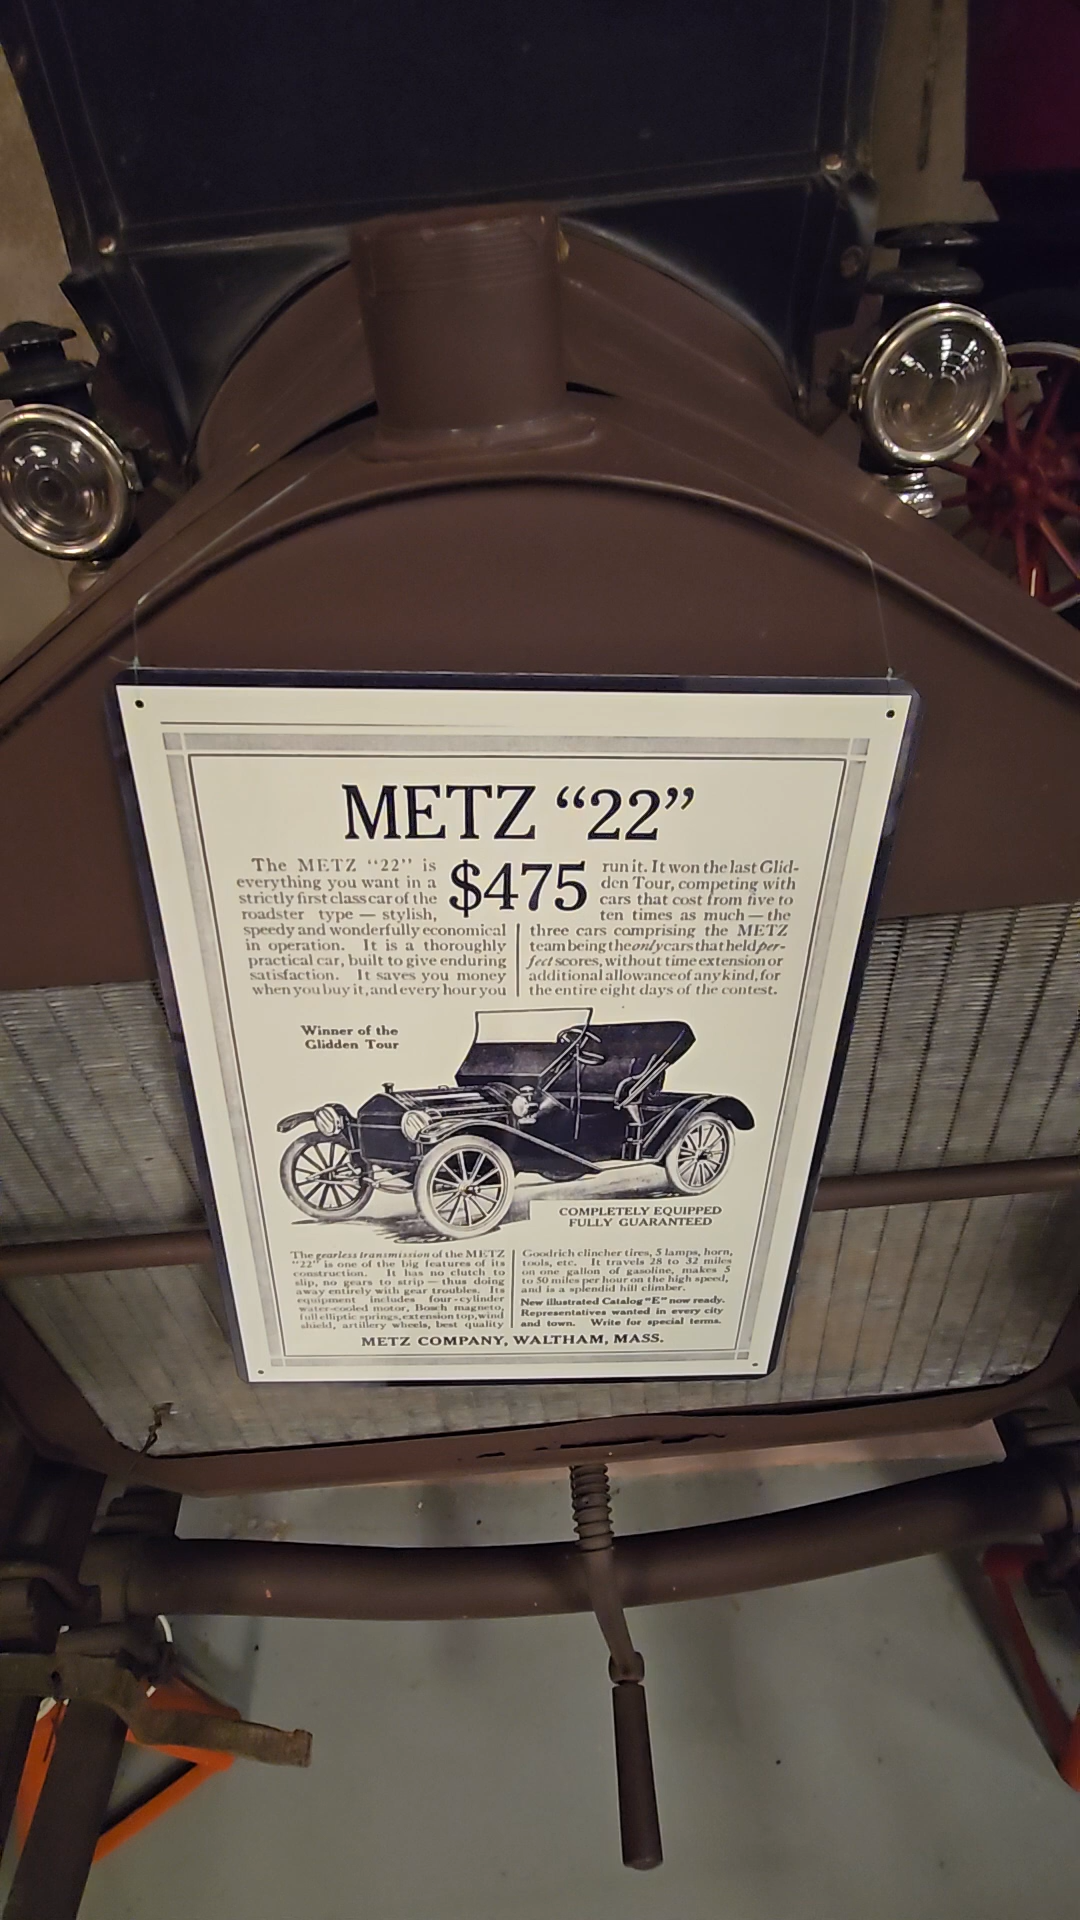 METZ “22”
$475
The METZ “22” is
everything you want in a
strictly first class car of the
roadster type — stylish,
speedy and wonderfully economical
in operation. It is a thoroughly
practical car, built to give enduring
satisfaction. It saves you money
when you buy it, and every hour you
run it. It won the last Glid-
den Tour, competing with
cars that cost from five to
ten times as much — the
three cars comprising the METZ
team being the only cars that held per-
fect scores, without time extension or
additional allowance of any kind, for
the entire eight days of the contest.
Winner of the
Glidden Tour
COMPLETELY EQUIPPED
FULLY GUARANTEED
The gearless transmission of the METZ
“22” is one of the big features of its
construction. It has no clutch to
slip, no gears to strip — thus doing
away entirely with gear troubles. Its
equipment includes four-cylinder
water-cooled motor, Bosch magneto,
full elliptic springs, extension top, wind
shield, artillery wheels, best quality
Goodrich clincher tires, 5 lamps, horn,
tools, etc. It travels 28 to 32 miles
on one gallon of gasoline, makes 5
to 50 miles per hour on the high speed,
and is a splendid hill climber.
New illustrated Catalog “E” now ready.
Representatives wanted in every city
and town. Write for special terms.
METZ COMPANY, WALTHAM, MASS.